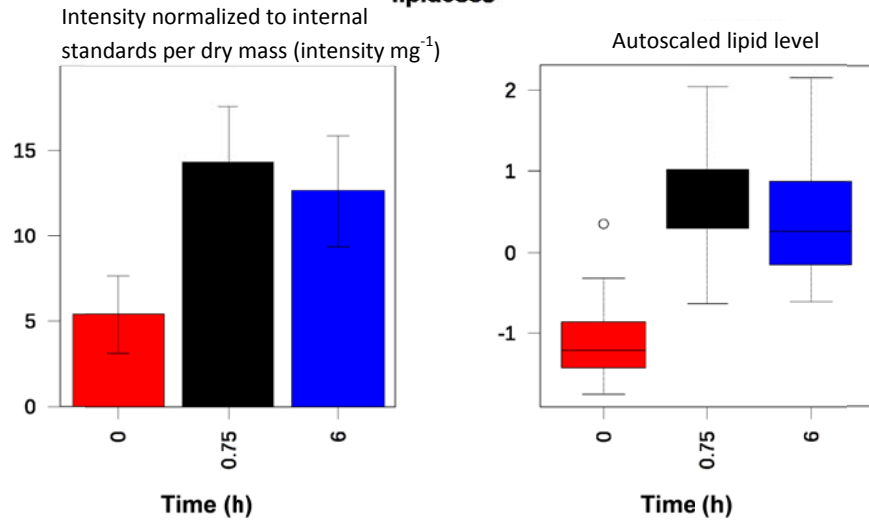 Intensity normalized to internal
standards per dry mass (intensity mg⁻¹)
15
10
5
0
0
0.75
6
Time (h)
Autoscaled lipid level
2
1
0
-1
0
0.75
6
Time (h)